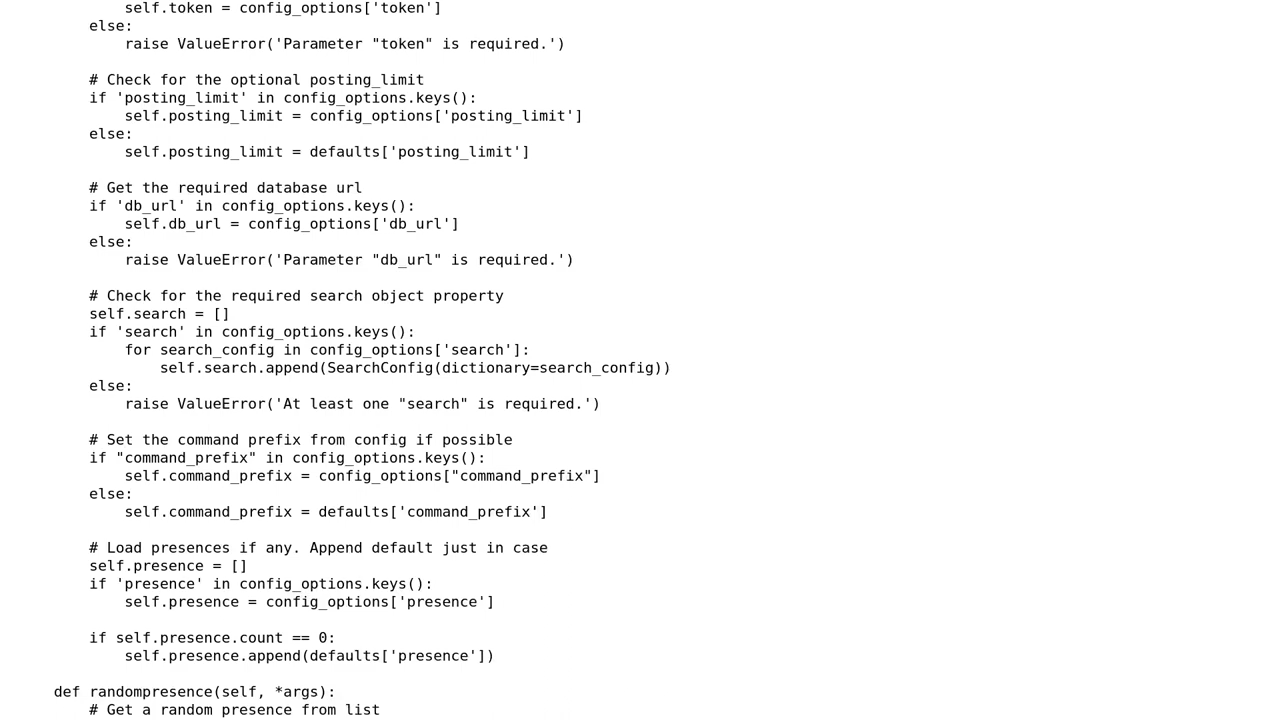 self.token = config_options['token']
    else:
        raise ValueError('Parameter "token" is required.')

    # Check for the optional posting_limit
    if 'posting_limit' in config_options.keys():
        self.posting_limit = config_options['posting_limit']
    else:
        self.posting_limit = defaults['posting_limit']

    # Get the required database url
    if 'db_url' in config_options.keys():
        self.db_url = config_options['db_url']
    else:
        raise ValueError('Parameter "db_url" is required.')

    # Check for the required search object property
    self.search = []
    if 'search' in config_options.keys():
        for search_config in config_options['search']:
            self.search.append(SearchConfig(dictionary=search_config))
    else:
        raise ValueError('At least one "search" is required.')

    # Set the command prefix from config if possible
    if "command_prefix" in config_options.keys():
        self.command_prefix = config_options["command_prefix"]
    else:
        self.command_prefix = defaults['command_prefix']

    # Load presences if any. Append default just in case
    self.presence = []
    if 'presence' in config_options.keys():
        self.presence = config_options['presence']

    if self.presence.count == 0:
        self.presence.append(defaults['presence'])

def randompresence(self, *args):
    # Get a random presence from list